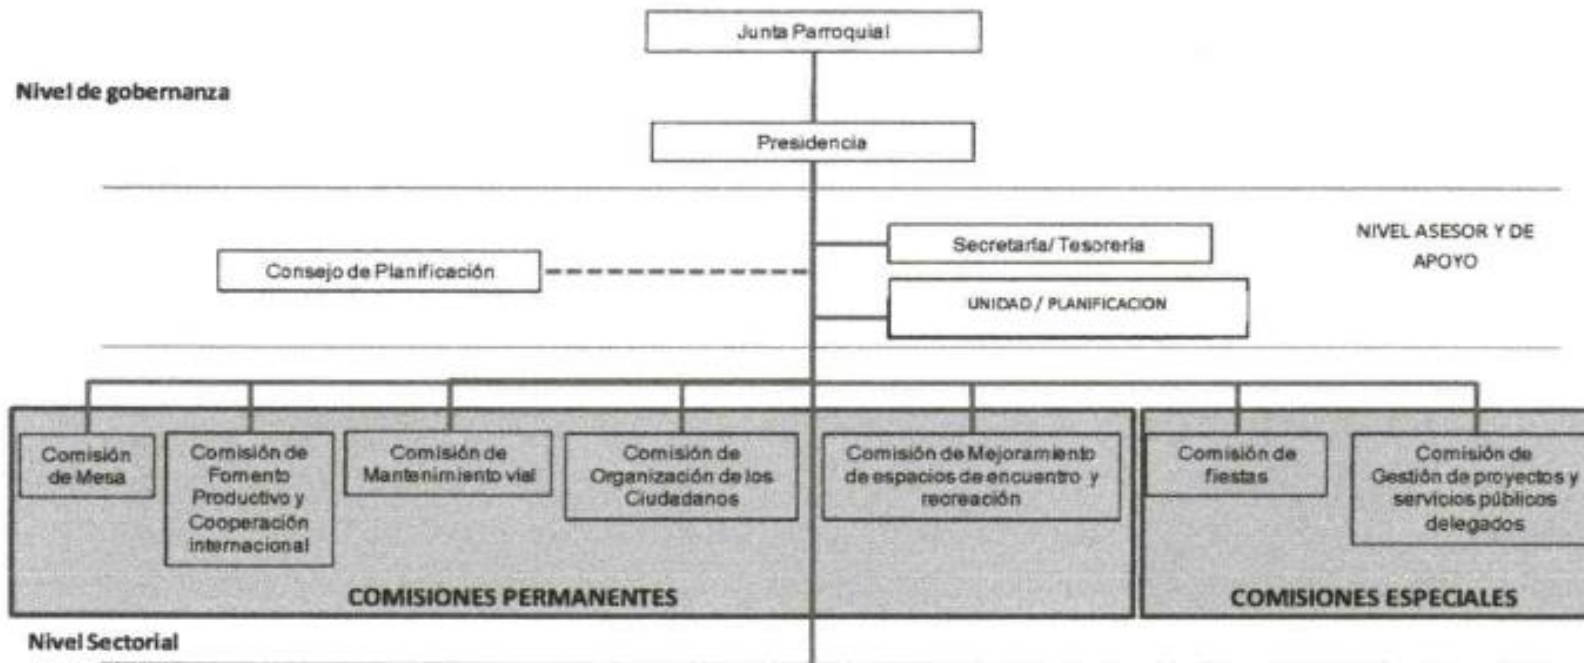 Junta Parroquial
Nivel de gobernanza
Presidencia
Secretaría/ Tesorería
NIVEL ASESOR Y DE
APOYO
Consejo de Planificación
UNIDAD / PLANIFICACION
Comisión
de Mesa
Comisión de
Fomento
Productivo y
Cooperación
internacional
Comisión de
Mantenimiento vial
Comisión de
Organización de los
Ciudadanos
Comisión de Mejoramiento
de espacios de encuentro y
recreación
Comisión de
fiestas
Comisión de
Gestión de proyectos y
servicios públicos
delegados
COMISIONES PERMANENTES
COMISIONES ESPECIALES
Nivel Sectorial